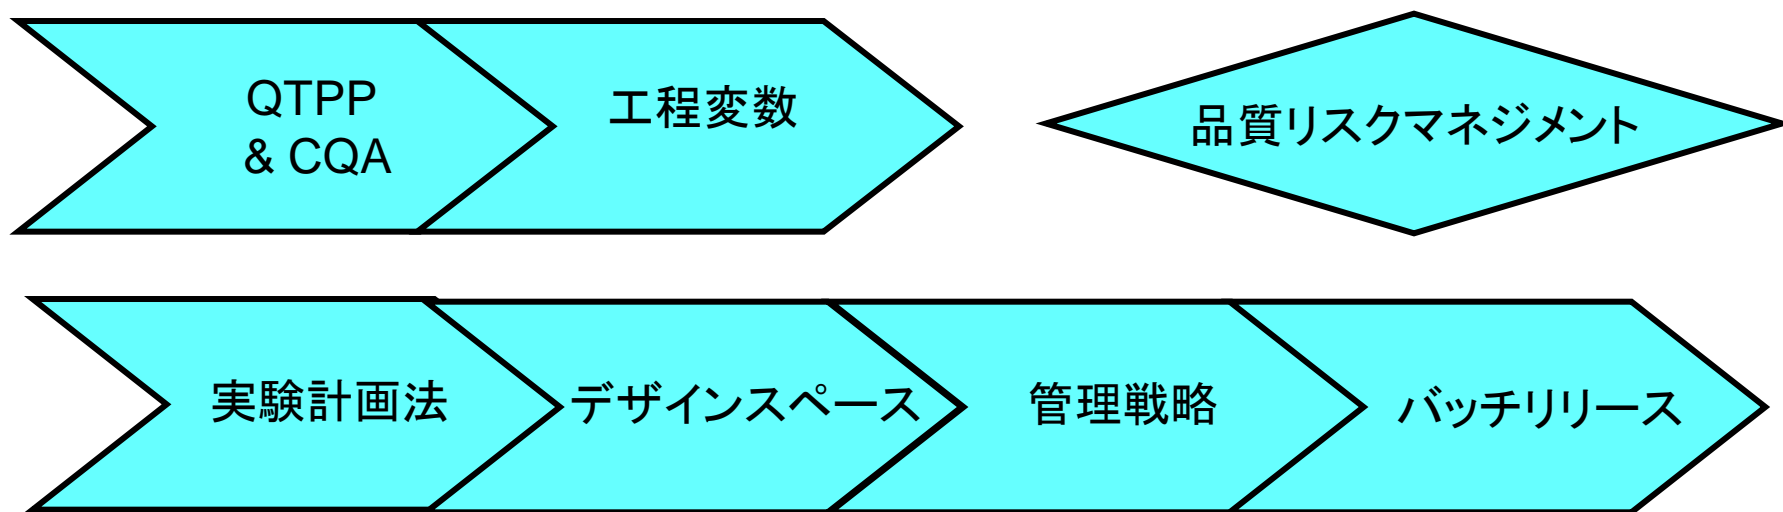 QTPP
& CQA
工程変数
品質リスクマネジメント
実験計画法
デザインスペース
管理戦略
バッチリリース